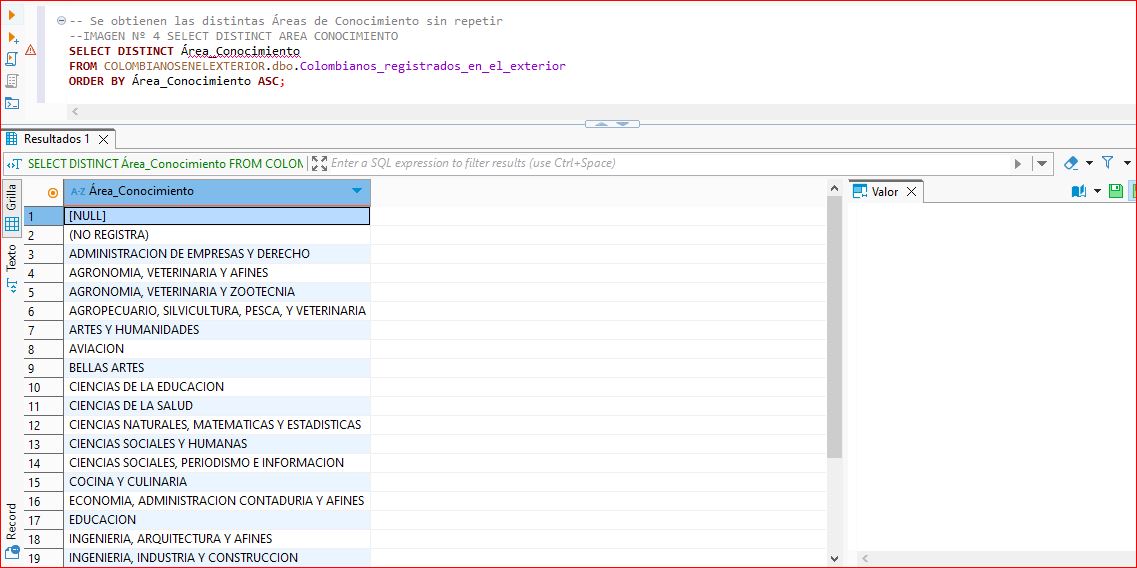 -- Se obtienen las distintas Áreas de Conocimiento sin repetir
--IMAGEN Nº 4 SELECT DISTINCT AREA CONOCIMIENTO
SELECT DISTINCT Área_Conocimiento
FROM COLOMBIANOSENELEXTERIOR.dbo.Colombianos_registrados_en_el_exterior
ORDER BY Área_Conocimiento ASC;
Resultados 1
SELECT DISTINCT Área_Conocimiento FROM COLON
Enter a SQL expression to filter results (use Ctrl+Space)
Grilla
Texto
Record
A-Z Área_Conocimiento
Valor
1 [NULL]
2 (NO REGISTRA)
3 ADMINISTRACION DE EMPRESAS Y DERECHO
4 AGRONOMIA, VETERINARIA Y AFINES
5 AGRONOMIA, VETERINARIA Y ZOOTECNIA
6 AGROPECUARIO, SILVICULTURA, PESCA, Y VETERINARIA
7 ARTES Y HUMANIDADES
8 AVIACION
9 BELLAS ARTES
10 CIENCIAS DE LA EDUCACION
11 CIENCIAS DE LA SALUD
12 CIENCIAS NATURALES, MATEMATICAS Y ESTADISTICAS
13 CIENCIAS SOCIALES Y HUMANAS
14 CIENCIAS SOCIALES, PERIODISMO E INFORMACION
15 COCINA Y CULINARIA
16 ECONOMIA, ADMINISTRACION CONTADURIA Y AFINES
17 EDUCACION
18 INGENIERIA, ARQUITECTURA Y AFINES
19 INGENIERIA, INDUSTRIA Y CONSTRUCCION